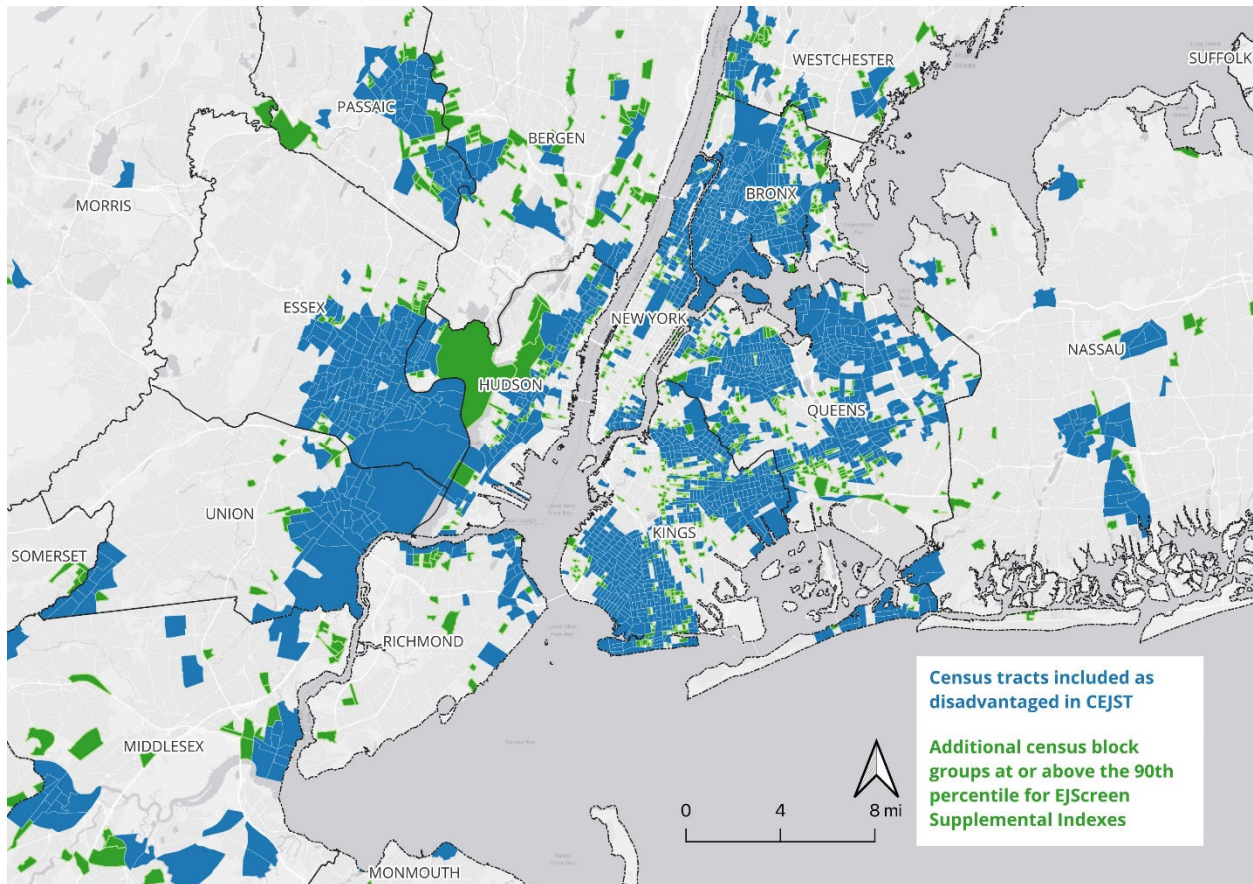 SUFFOLK
WESTCHESTER
PASSAIC
BERGEN
MORRIS
BRONX
ESSEX
NEW YORK
NASSAU
HUDSON
QUEENS
UNION
KINGS
SOMERSET
RICHMOND
MIDDLESEX
MONMOUTH
0
8 mi
Census tracts included as
disadvantaged in CEJST
Additional census block
groups at or above the 90th
percentile for EJScreen
Supplemental Indexes